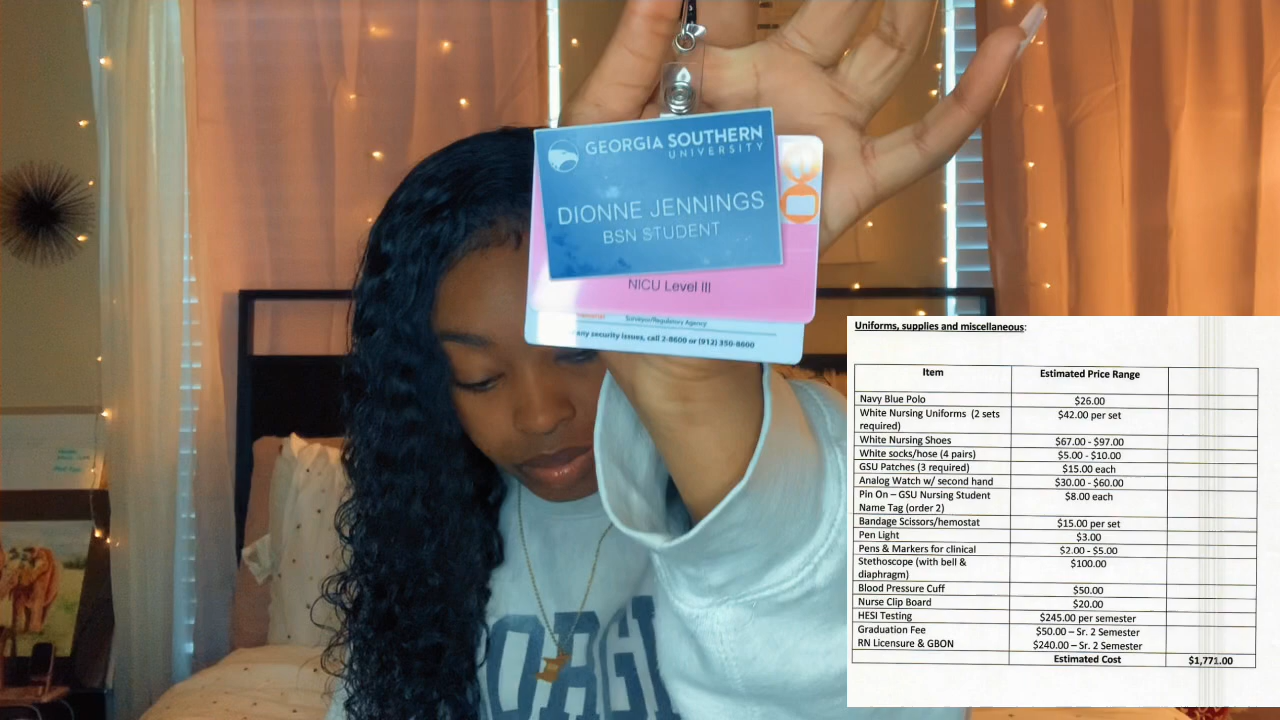 GEORGIA SOUTHERN
UNIVERSITY
DIONNE JENNINGS
BSN STUDENT
NICU Level III
Surveyor/Regulatory Agency
any security issues, call 2-8600 or (912) 350-8600
Uniforms, supplies and miscellaneous:
Item Estimated Price Range
Navy Blue Polo $26.00
White Nursing Uniforms (2 sets $42.00 per set
required)
White Nursing Shoes $67.00 - $97.00
White socks/hose (4 pairs) $5.00 - $10.00
GSU Patches (3 required) $15.00 each
Analog Watch w/ second hand $30.00 - $60.00
Pin On – GSU Nursing Student $8.00 each
Name Tag (order 2)
Bandage Scissors/hemostat $15.00 per set
Pen Light $3.00
Pens & Markers for clinical $2.00 - $5.00
Stethoscope (with bell & $100.00
diaphragm)
Blood Pressure Cuff $50.00
Nurse Clip Board $20.00
HESI Testing $245.00 per semester
Graduation Fee $50.00 – Sr. 2 Semester
RN Licensure & GBON $240.00 – Sr. 2 Semester
Estimated Cost $1,771.00